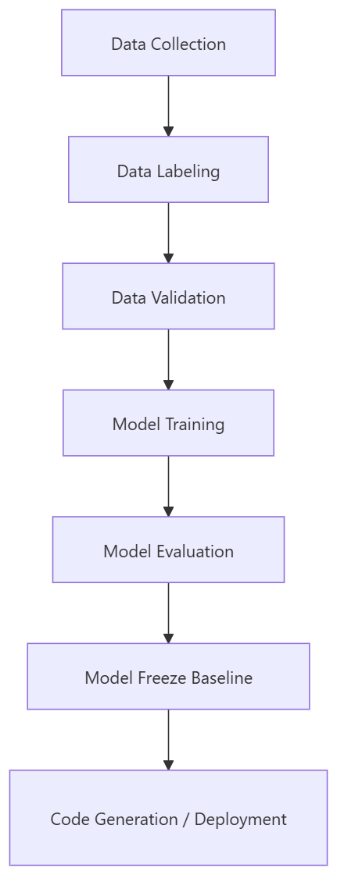 Data Collection
Data Labeling
Data Validation
Model Training
Model Evaluation
Model Freeze Baseline
Code Generation / Deployment